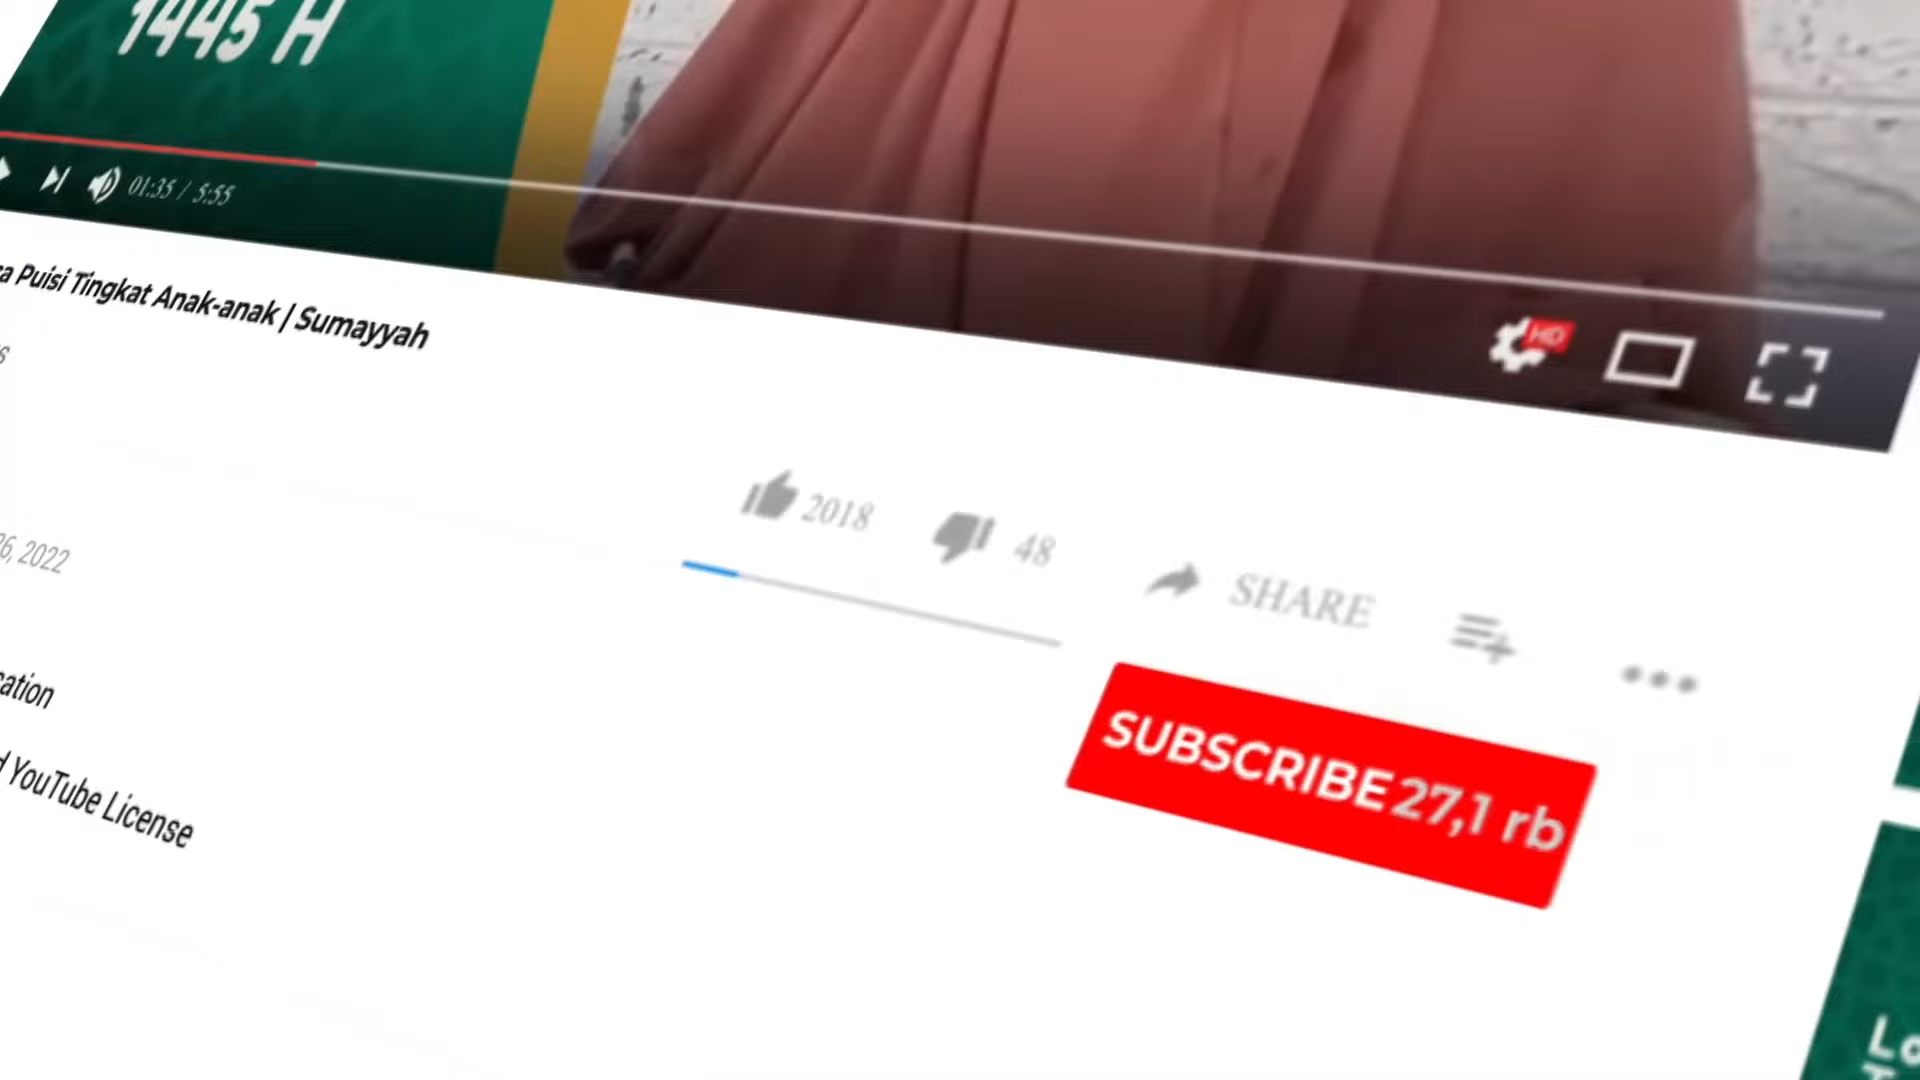 1445 H
01:35 / 5:55
a Puisi Tingkat Anak-anak | Sumayyah
HD
2018
48
SHARE
6, 2022
SUBSCRIBE 27,1 rb
ation
YouTube License